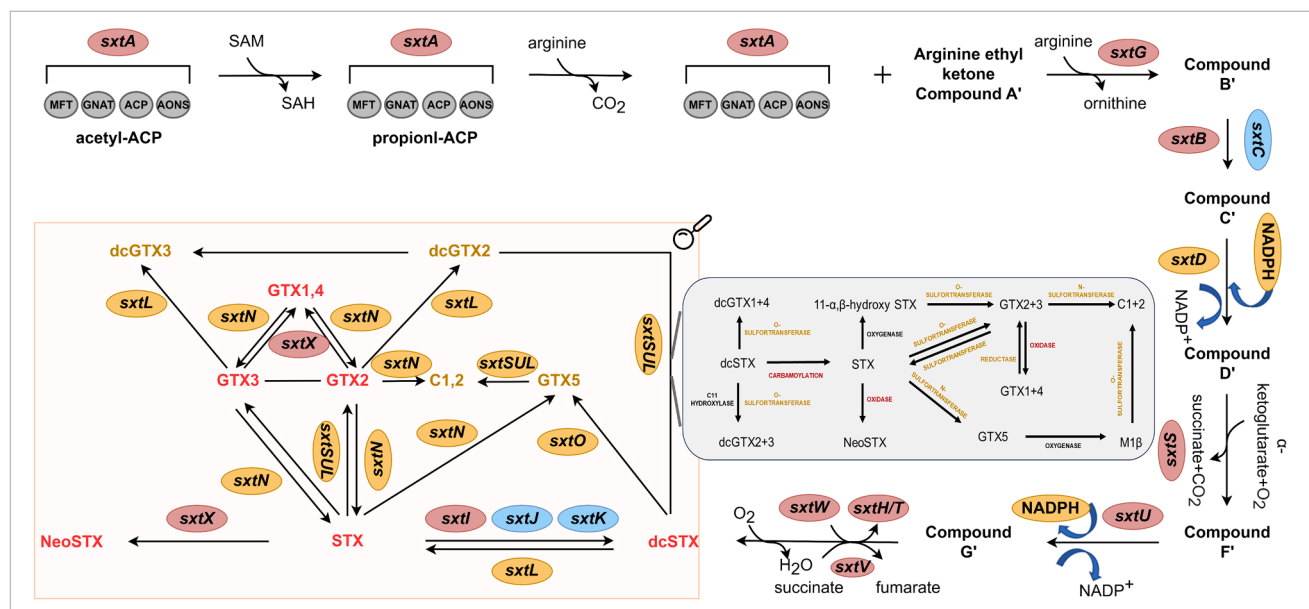 sxtA
SAM
SAH
MFT GNAT ACP AONS
acetyl-ACP
sxtA
arginine
CO2
MFT GNAT ACP AONS
propionl-ACP
sxtA
MFT GNAT ACP AONS
+
Arginine ethyl
ketone
Compound A'
arginine
sxtG
ornithine
Compound
B'
sxtB
sxtC
Compound
C'
sxtD
NADPH
NADP+
Compound
D'
Stxs
succinate+CO2
α-
ketoglutarate+O2
Compound
F'
sxtU
NADPH
NADP+
Compound
G'
sxtW
sxtH/T
sxtV
O2
H2O
succinate
fumarate
dcGTX3
dcGTX2
sxtL
GTX1,4
sxtN
sxtN
sxtL
sxtX
GTX3
GTX2
sxtN
C1,2
sxtSUL
GTX5
sxtSUL
sxtN
sxtSUL
Ntxs
sxtN
sxtO
sxtX
NeoSTX
STX
sxtI
sxtJ
sxtK
sxtL
dcSTX
dcGTX1+4
11-α,β-hydroxy STX
O-
SULFORTRANSFERASE
GTX2+3
N-
SULFORTRANSFERASE
C1+2
O-
SULFORTRANSFERASE
OXYGENASE
O-
SULFORTRANSFERASE
SULFORTRANSFERASE
REDUCTASE
OXIDASE
dcSTX
CARBAMOYLATION
STX
GTX1+4
O-
SULFORTRANSFERASE
C11
HYDROXYLASE
O-
SULFORTRANSFERASE
OXIDASE
N-
SULFORTRANSFERASE
dcGTX2+3
NeoSTX
GTX5
OXYGENASE
M1β